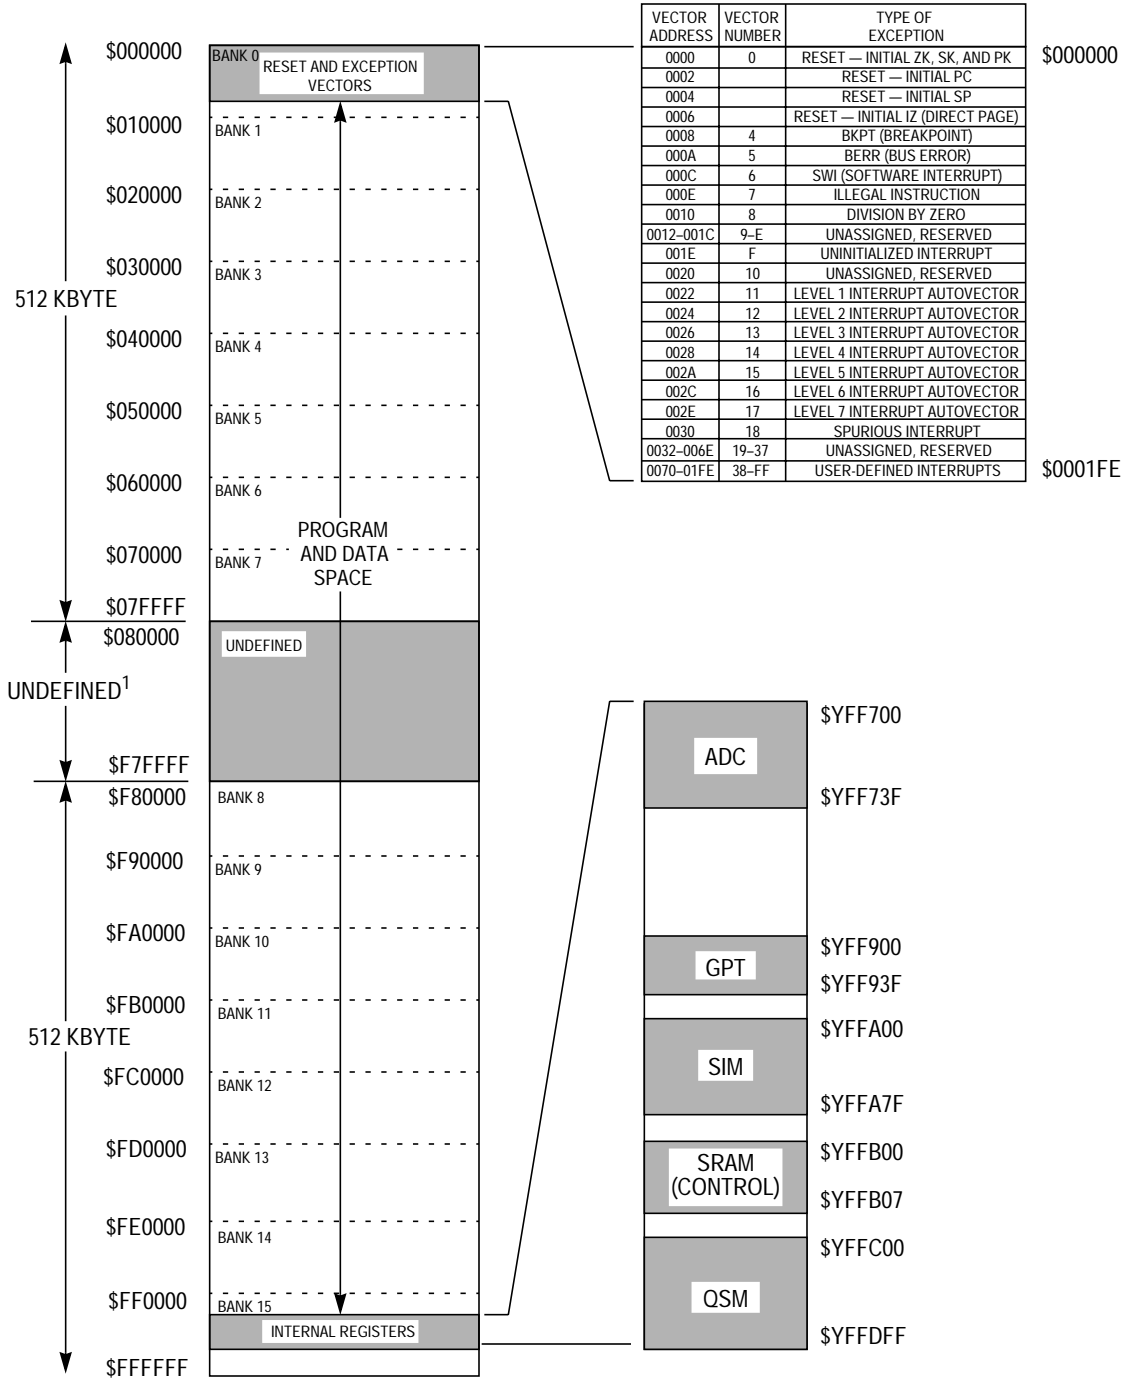 VECTOR ADDRESS VECTOR NUMBER TYPE OF EXCEPTION
0000 0 RESET — INITIAL ZK, SK, AND PK
0002 RESET — INITIAL PC
0004 RESET — INITIAL SP
0006 RESET — INITIAL IZ (DIRECT PAGE)
0008 4 BKPT (BREAKPOINT)
000A 5 BERR (BUS ERROR)
000C 6 SWI (SOFTWARE INTERRUPT)
000E 7 ILLEGAL INSTRUCTION
0010 8 DIVISION BY ZERO
0012–001C 9–E UNASSIGNED, RESERVED
001E F UNINITIALIZED INTERRUPT
0020 10 UNASSIGNED, RESERVED
0022 11 LEVEL 1 INTERRUPT AUTOVECTOR
0024 12 LEVEL 2 INTERRUPT AUTOVECTOR
0026 13 LEVEL 3 INTERRUPT AUTOVECTOR
0028 14 LEVEL 4 INTERRUPT AUTOVECTOR
002A 15 LEVEL 5 INTERRUPT AUTOVECTOR
002C 16 LEVEL 6 INTERRUPT AUTOVECTOR
002E 17 LEVEL 7 INTERRUPT AUTOVECTOR
0030 18 SPURIOUS INTERRUPT
0032–006E 19–37 UNASSIGNED, RESERVED
0070–01FE 38–FF USER-DEFINED INTERRUPTS
$000000
$0001FE
$000000
BANK 0
RESET AND EXCEPTION
VECTORS
$010000
BANK 1
$020000
BANK 2
$030000
BANK 3
512 KBYTE
$040000
BANK 4
$050000
BANK 5
$060000
BANK 6
PROGRAM
AND DATA
SPACE
$070000
BANK 7
$07FFFF
$080000
UNDEFINED
UNDEFINED1
$F7FFFF
$F80000
BANK 8
$F90000
BANK 9
$FA0000
BANK 10
$FB0000
BANK 11
512 KBYTE
$FC0000
BANK 12
$FD0000
BANK 13
$FE0000
BANK 14
$FF0000
BANK 15
INTERNAL REGISTERS
$FFFFFF
$YFF700
ADC
$YFF73F
$YFF900
GPT
$YFF93F
$YFFA00
SIM
$YFFA7F
$YFFB00
SRAM
(CONTROL)
$YFFB07
$YFFC00
QSM
$YFFDFF